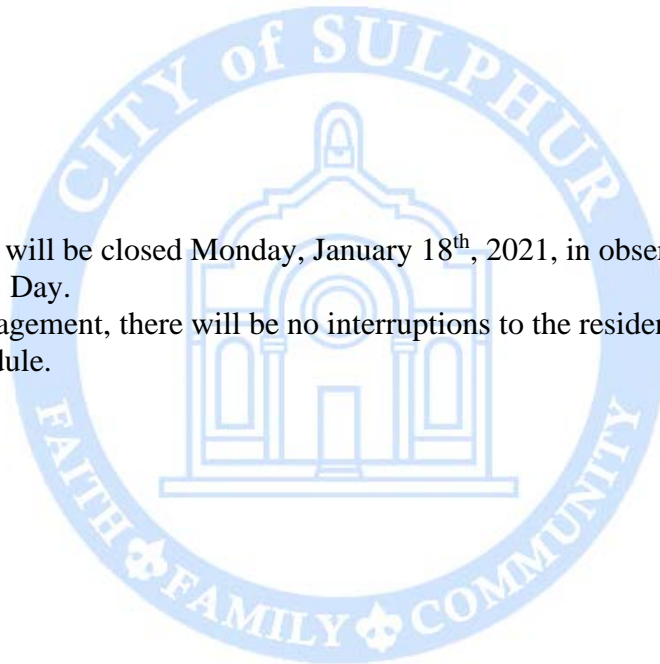 CITY of SULPHUR
will be closed Monday, January 18th, 2021, in obser
Day.
agement, there will be no interruptions to the reside
dule.
FAITH FAMILY COMMUNITY